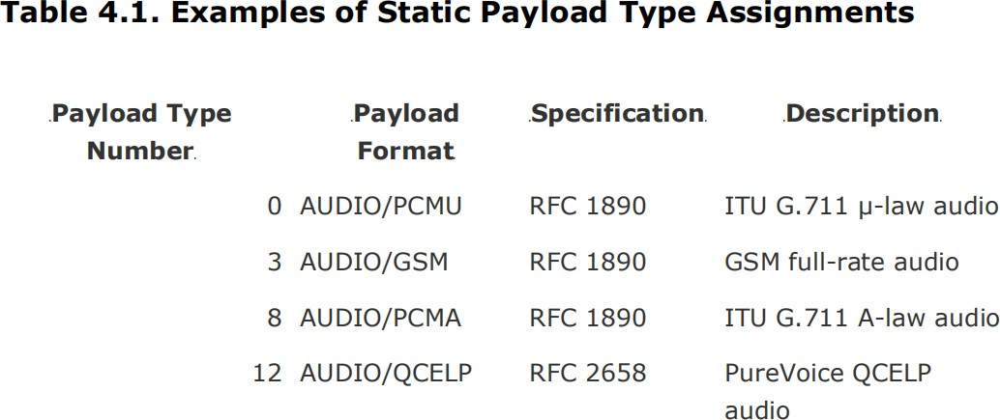 Table 4.1. Examples of Static Payload Type Assignments
Payload Type Payload Specification Description
Number Format
0 AUDIO/PCMU RFC 1890 ITU G.711 μ-law audio
3 AUDIO/GSM RFC 1890 GSM full-rate audio
8 AUDIO/PCMA RFC 1890 ITU G.711 A-law audio
12 AUDIO/QCELP RFC 2658 PureVoice QCELP
audio